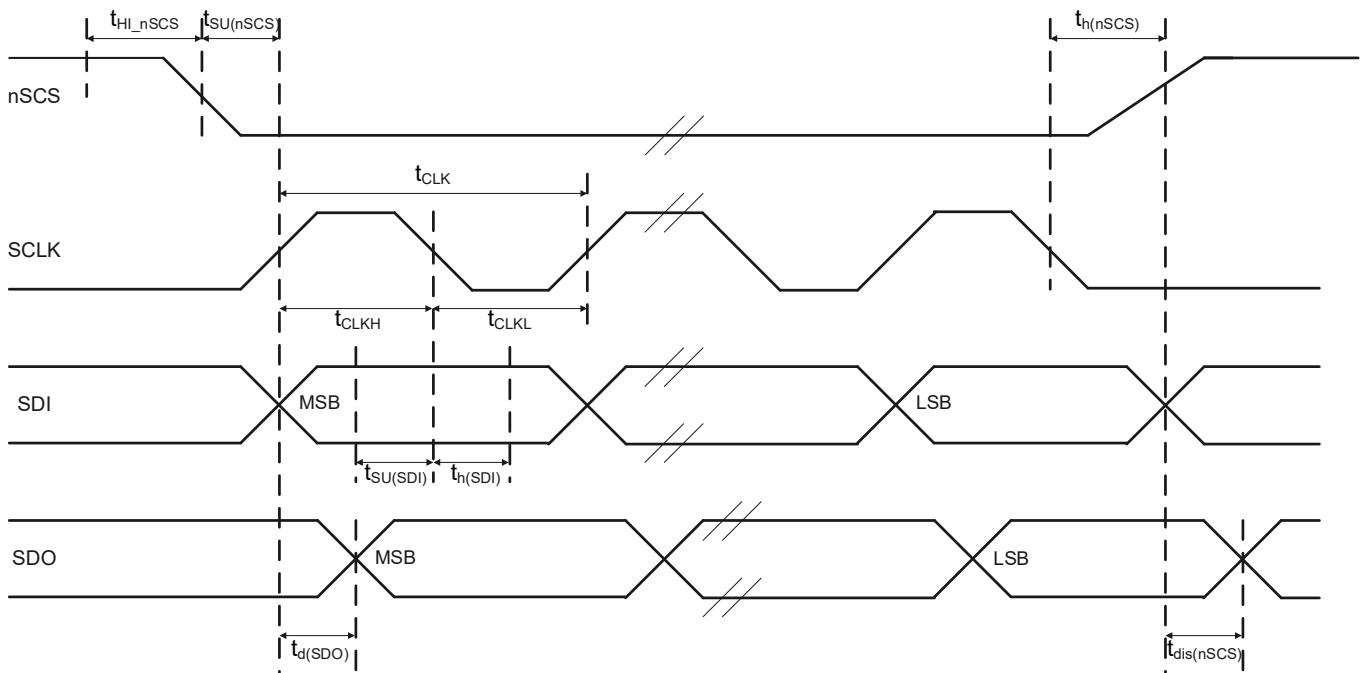 tHI_nSCS tSU(nSCS) th(nSCS)
nSCS
tCLK
SCLK
tCLKH tCLKL
SDI MSB LSB
tSU(SDI) th(SDI)
SDO MSB LSB
td(SDO) tdis(nSCS)